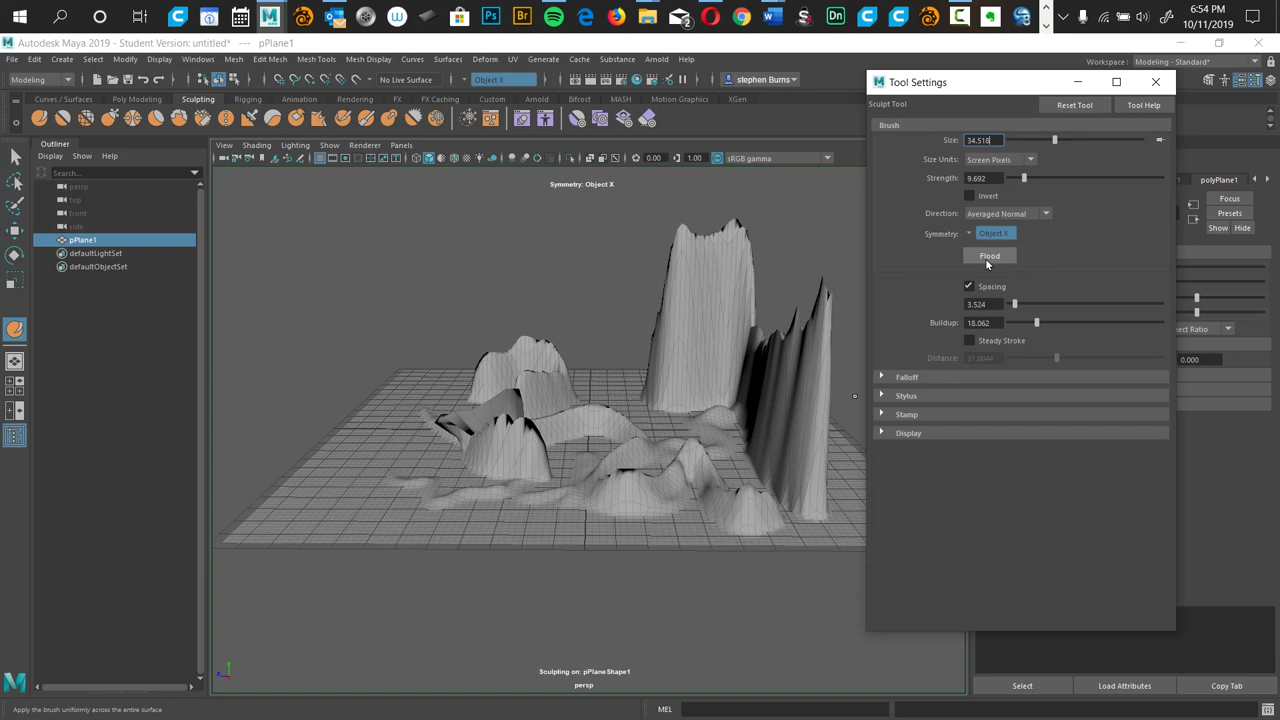 6:54 PM
10/11/2019
Autodesk Maya 2019 - Student Version: untitled* --- pPlane1
File Edit Create Select Modify Display Windows Mesh Edit Mesh Mesh Tools Mesh Display Curves Surfaces Deform UV Generate Cache Substance Arnold Help
Workspace : Modeling - Standard*
Modeling
No Live Surface
Object X
stephen Burns
Curves / Surfaces Poly Modeling Sculpting Rigging Animation Rendering FX FX Caching Custom Arnold Bifrost MASH Motion Graphics XGen
Outliner
Display Show Help
Search...
persp
top
front
side
pPlane1
defaultLightSet
defaultObjectSet
View Shading Lighting Show Renderer Panels
0.00 1.00 sRGB gamma
Symmetry: Object X
Sculpting on: pPlaneShape1
persp
Tool Settings
Sculpt Tool
Reset Tool Tool Help
Brush
Size: 34.518
Size Units: Screen Pixels
Strength: 9.692
Invert
Direction: Averaged Normal
Symmetry: Object X
Flood
Spacing
3.524
Buildup: 18.062
Steady Stroke
Distance: 31.0044
Falloff
Stylus
Stamp
Display
polyPlane1
Focus
Presets
Show Hide
ect Ratio
0.000
Select Load Attributes Copy Tab
Apply the brush uniformly across the entire surface
MEL